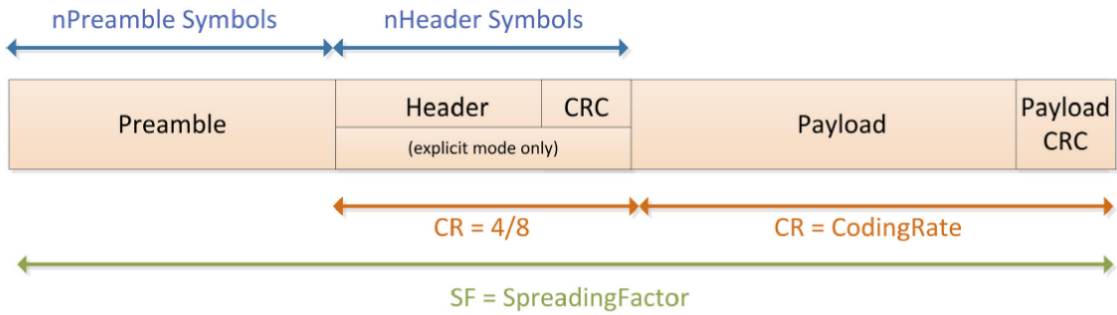 nPreamble Symbols nHeader Symbols
Preamble Header CRC Payload Payload CRC
(explicit mode only)
CR = 4/8 CR = CodingRate
SF = SpreadingFactor